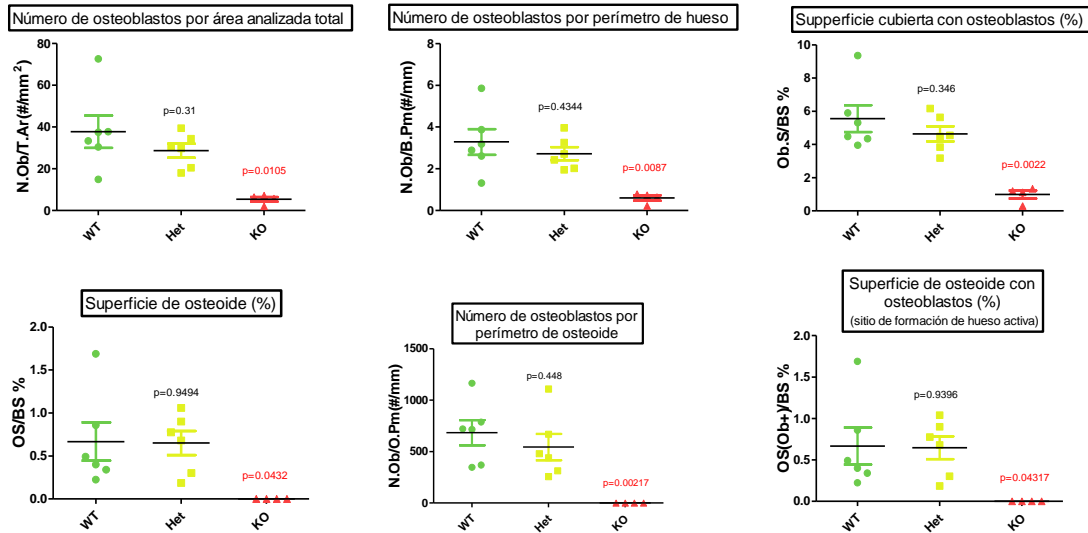 Número de osteoblastos por área analizada total
N.Ob/T.Ar(#/mm²)
80
60
40
20
0
p=0.31
p=0.0105
WT
Het
KO
Número de osteoblastos por perímetro de hueso
N.Ob/B.Pm(#/mm)
8
6
4
2
0
p=0.4344
p=0.0087
WT
Het
KO
Supperficie cubierta con osteoblastos (%)
Ob.S/BS %
10
8
6
4
2
0
p=0.346
p=0.0022
WT
Het
KO
Superficie de osteoide (%)
OS/BS %
2.0
1.5
1.0
0.5
0.0
p=0.9494
p=0.0432
WT
Het
KO
Número de osteoblastos por
perímetro de osteoide
N.Ob/O.Pm(#/mm)
1500
1000
500
0
p=0.448
p=0.00217
WT
Het
KO
Superficie de osteoide con
osteoblastos (%)
(sitio de formación de hueso activa)
OS(Ob+)/BS %
2.0
1.5
1.0
0.5
0.0
p=0.9396
p=0.04317
WT
Het
KO